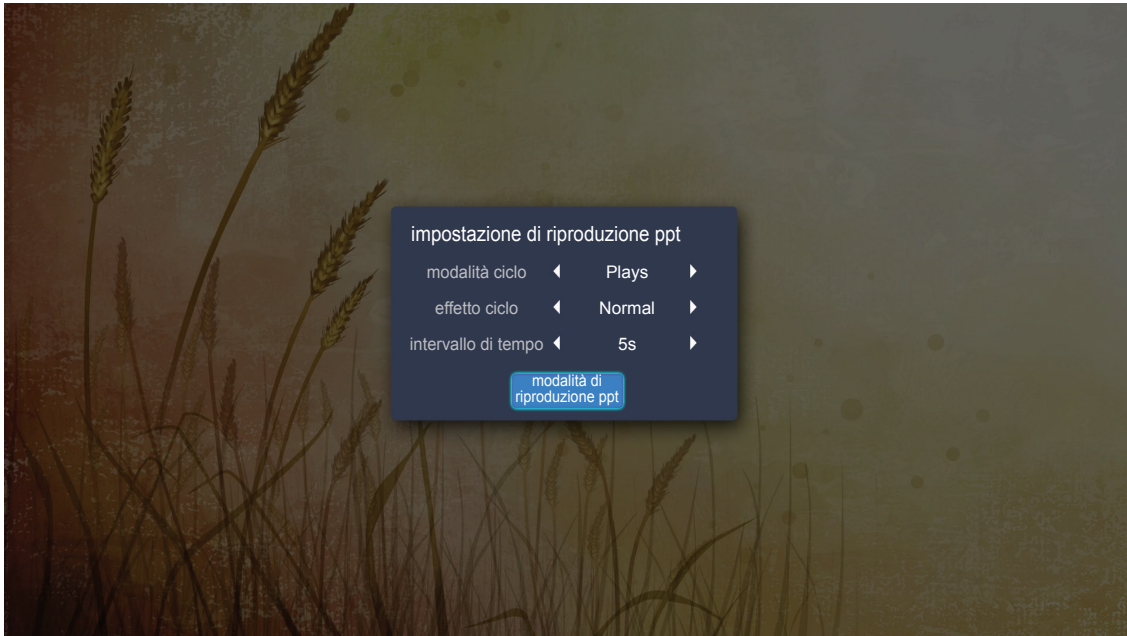 impostazione di riproduzione ppt
modalità ciclo Plays
effetto ciclo Normal
intervallo di tempo 5s
modalità di
riproduzione ppt